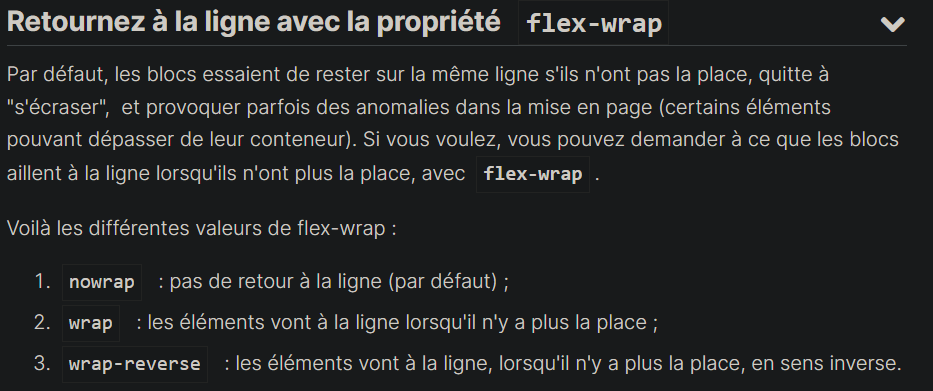 Retournez à la ligne avec la propriété flex-wrap
Par défaut, les blocs essaient de rester sur la même ligne s'ils n'ont pas la place, quitte à
"s'écraser", et provoquer parfois des anomalies dans la mise en page (certains éléments
pouvant dépasser de leur conteneur). Si vous voulez, vous pouvez demander à ce que les blocs
aillent à la ligne lorsqu'ils n'ont plus la place, avec flex-wrap .
Voilà les différentes valeurs de flex-wrap :
1. nowrap : pas de retour à la ligne (par défaut) ;
2. wrap : les éléments vont à la ligne lorsqu'il n'y a plus la place ;
3. wrap-reverse : les éléments vont à la ligne, lorsqu'il n'y a plus la place, en sens inverse.